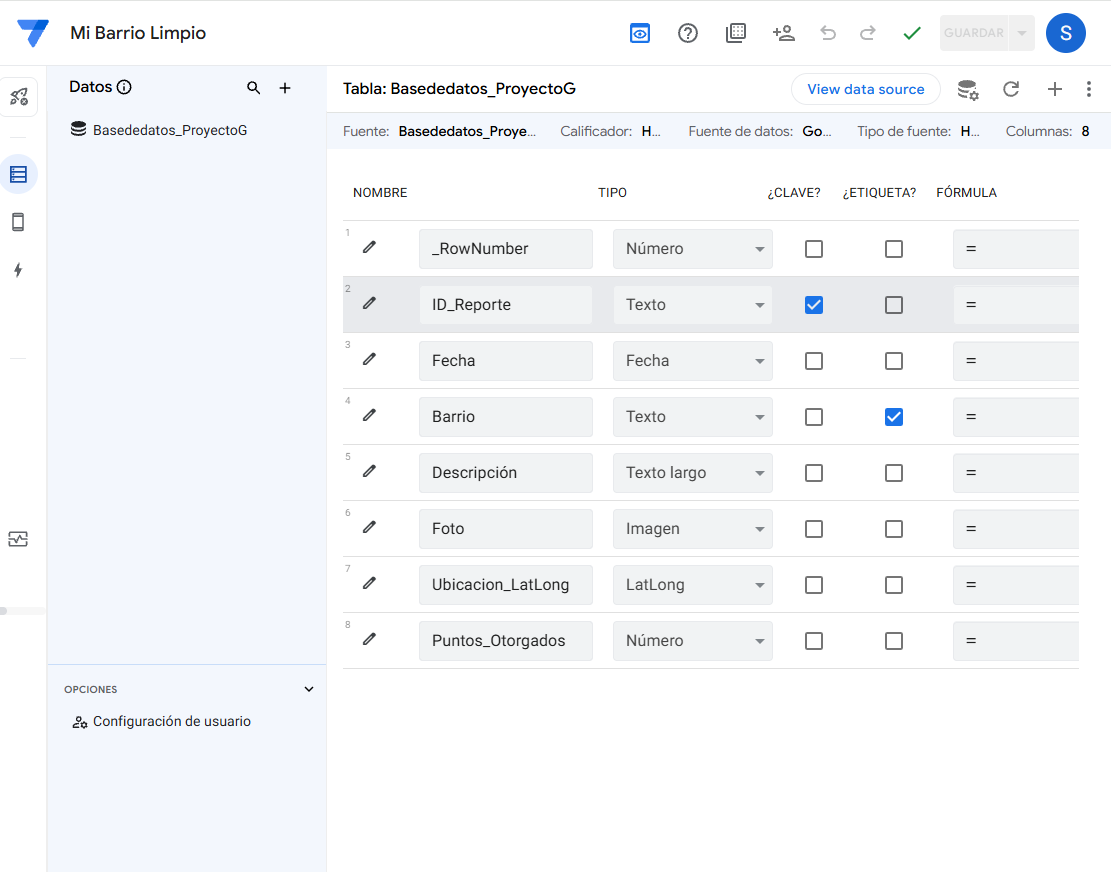 Mi Barrio Limpio
GUARDAR
S
Datos
Basededatos_ProyectoG
Tabla: Basededatos_ProyectoG
View data source
Fuente: Basededatos_Proye... Calificador: H... Fuente de datos: Go... Tipo de fuente: H... Columnas: 8
NOMBRE TIPO ¿CLAVE? ¿ETIQUETA? FÓRMULA
1 _RowNumber Número =
2 ID_Reporte Texto =
3 Fecha Fecha =
4 Barrio Texto =
5 Descripción Texto largo =
6 Foto Imagen =
7 Ubicacion_LatLong LatLong =
8 Puntos_Otorgados Número =
OPCIONES
Configuración de usuario